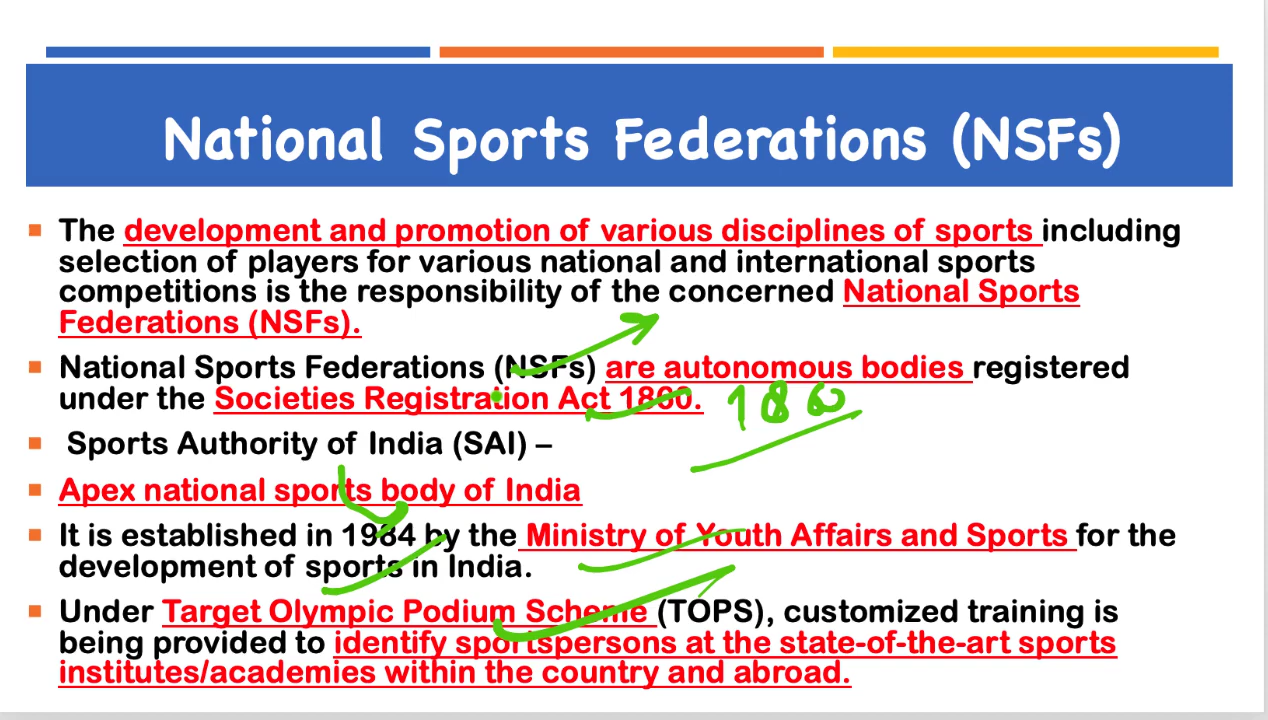 National Sports Federations (NSFs)
The development and promotion of various disciplines of sports including
selection of players for various national and international sports
competitions is the responsibility of the concerned National Sports
Federations (NSFs).
National Sports Federations (NSFs) are autonomous bodies registered
under the Societies Registration Act 1860. 1860
Sports Authority of India (SAI) –
Apex national sports body of India
It is established in 1984 by the Ministry of Youth Affairs and Sports for the
development of sports in India.
Under Target Olympic Podium Scheme (TOPS), customized training is
being provided to identify sportspersons at the state-of-the-art sports
institutes/academies within the country and abroad.